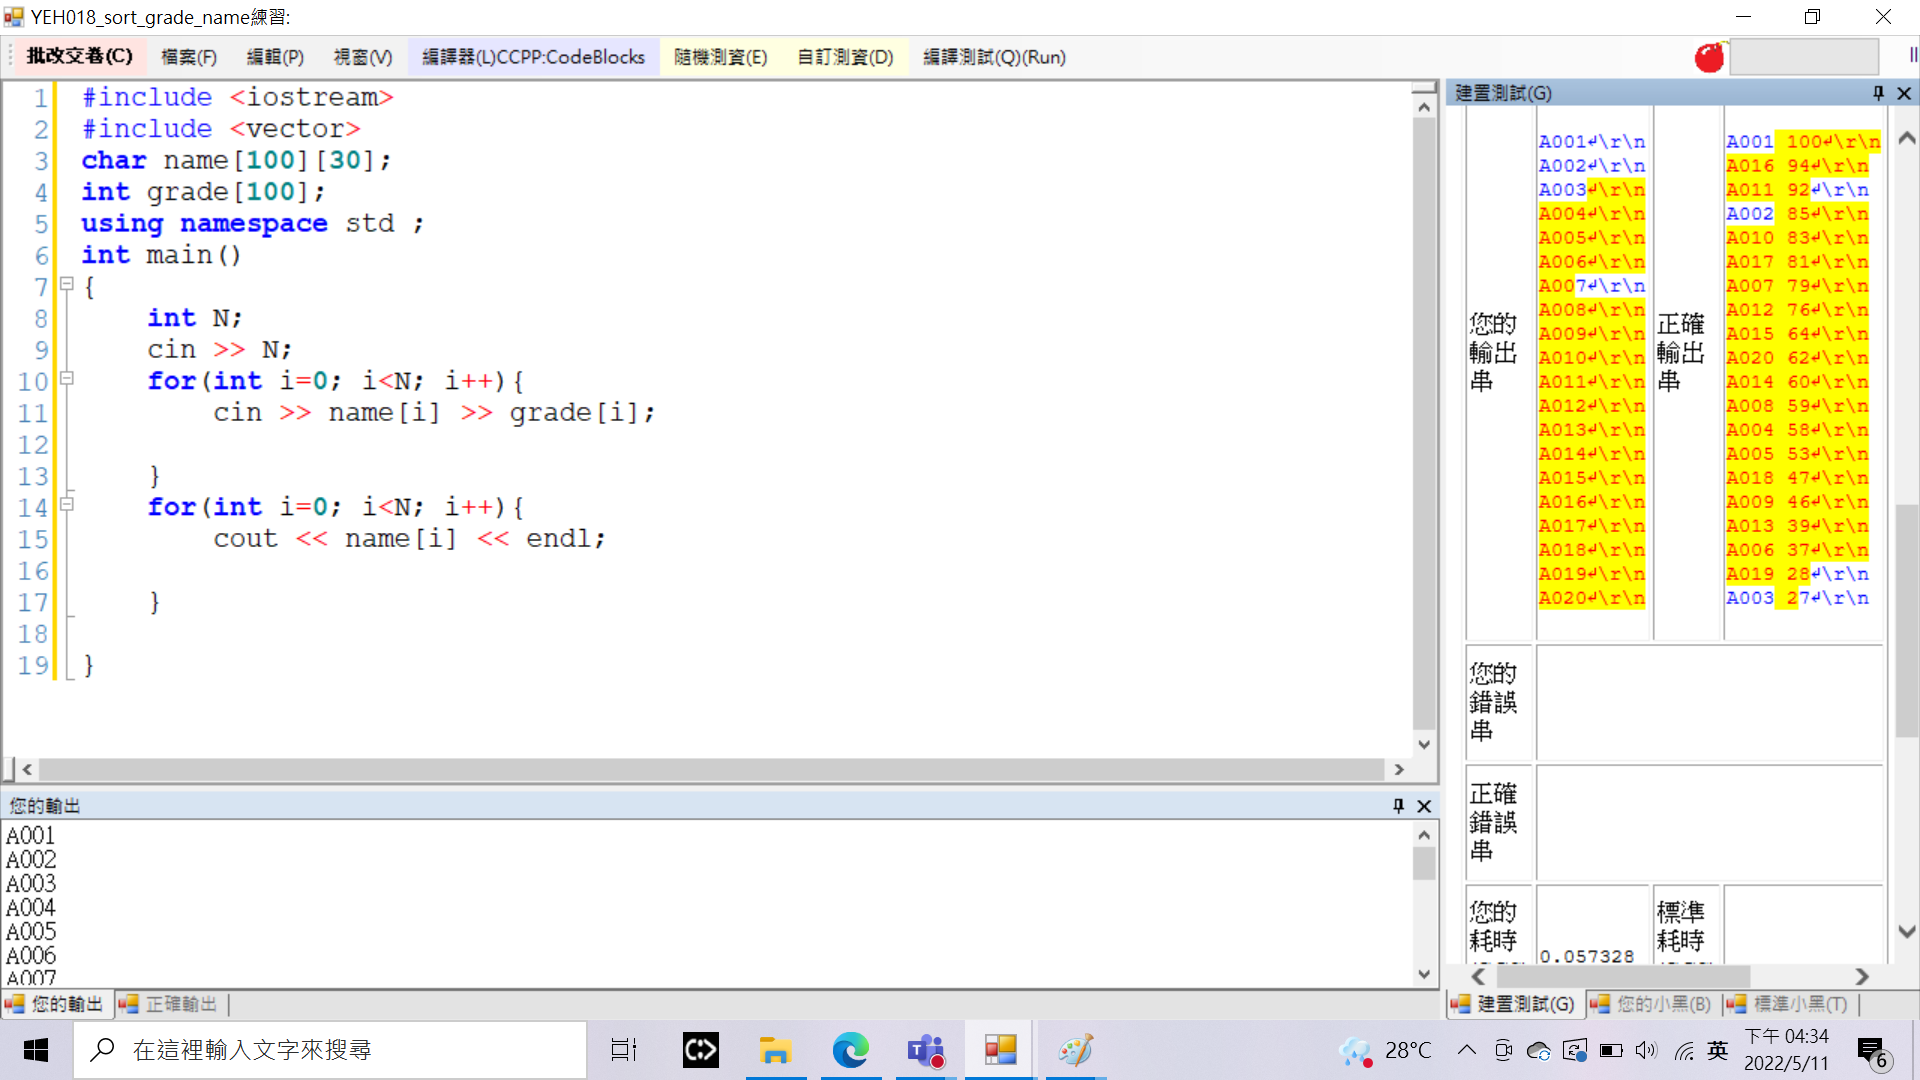 YEH018_sort_grade_name練習:
批改交卷(C) 檔案(F) 編輯(P) 視窗(V) 編譯器(L)CCPP:CodeBlocks 隨機測資(E) 自訂測資(D) 編譯測試(Q)(Run)
1 #include <iostream>
2 #include <vector>
3 char name[100][30];
4 int grade[100];
5 using namespace std ;
6 int main()
7 {
8 int N;
9 cin >> N;
10 for(int i=0; i<N; i++){
11 cin >> name[i] >> grade[i];
12
13 }
14 for(int i=0; i<N; i++){
15 cout << name[i] << endl;
16
17 }
18
19 }
您的輸出
A001
A002
A003
A004
A005
A006
A007
您的輸出 正確輸出
建置測試(G)
您的
輸出
串
A001↲\r\n
A002↲\r\n
A003↲\r\n
A004↲\r\n
A005↲\r\n
A006↲\r\n
A007↲\r\n
A008↲\r\n
A009↲\r\n
A010↲\r\n
A011↲\r\n
A012↲\r\n
A013↲\r\n
A014↲\r\n
A015↲\r\n
A016↲\r\n
A017↲\r\n
A018↲\r\n
A019↲\r\n
A020↲\r\n
正確
輸出
串
A001 100↲\r\n
A016 94↲\r\n
A011 92↲\r\n
A002 85↲\r\n
A010 83↲\r\n
A017 81↲\r\n
A007 79↲\r\n
A012 76↲\r\n
A015 64↲\r\n
A020 62↲\r\n
A014 60↲\r\n
A008 59↲\r\n
A004 58↲\r\n
A005 53↲\r\n
A018 47↲\r\n
A009 46↲\r\n
A013 39↲\r\n
A006 37↲\r\n
A019 28↲\r\n
A003 27↲\r\n
您的
錯誤
串
正確
錯誤
串
您的
耗時
0.057328
標準
耗時
建置測試(G) 您的小黑(B) 標準小黑(T)
在這裡輸入文字來搜尋
28°C
英
下午 04:34
2022/5/11
6